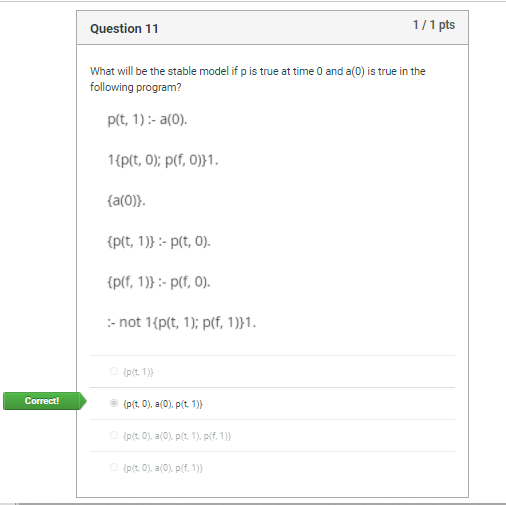 Question 11
1 / 1 pts
What will be the stable model if p is true at time 0 and a(0) is true in the
following program?
p(t, 1) :- a(0).
1{p(t, 0); p(f, 0)}1.
{a(0)}.
{p(t, 1)} :- p(t, 0).
{p(f, 1)} :- p(f, 0).
:- not 1{p(t, 1); p(f, 1)}1.
{p(t, 1)}
Correct!
{p(t, 0), a(0), p(t, 1)}
{p(t, 0), a(0), p(t, 1), p(f, 1)}
{p(t, 0), a(0), p(f, 1)}